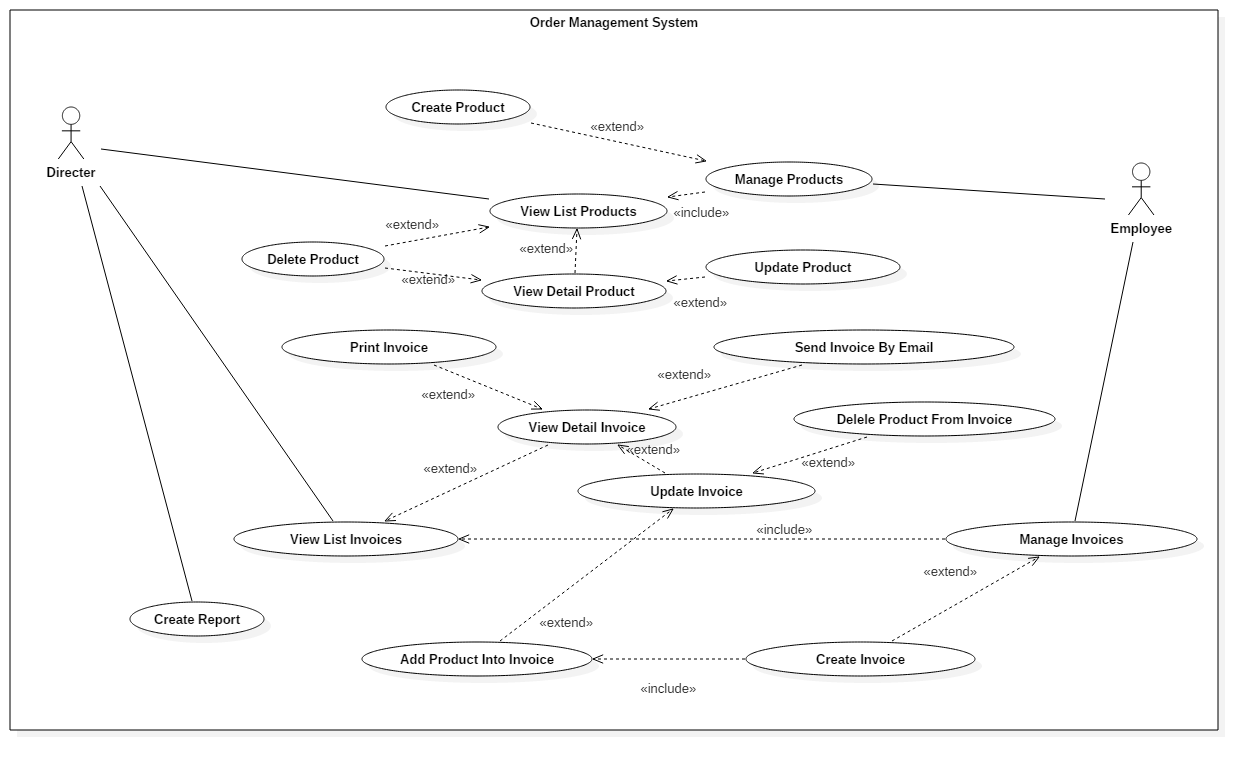 Order Management System
Create Product
«extend»
Directer
Manage Products
Employee
View List Products
«include»
«extend»
«extend»
Delete Product
«extend»
View Detail Product
Update Product
«extend»
Print Invoice
Send Invoice By Email
«extend»
«extend»
View Detail Invoice
Delele Product From Invoice
«extend»
«extend»
«extend»
Update Invoice
«include»
View List Invoices
Manage Invoices
«extend»
Create Report
«extend»
Add Product Into Invoice
Create Invoice
«include»